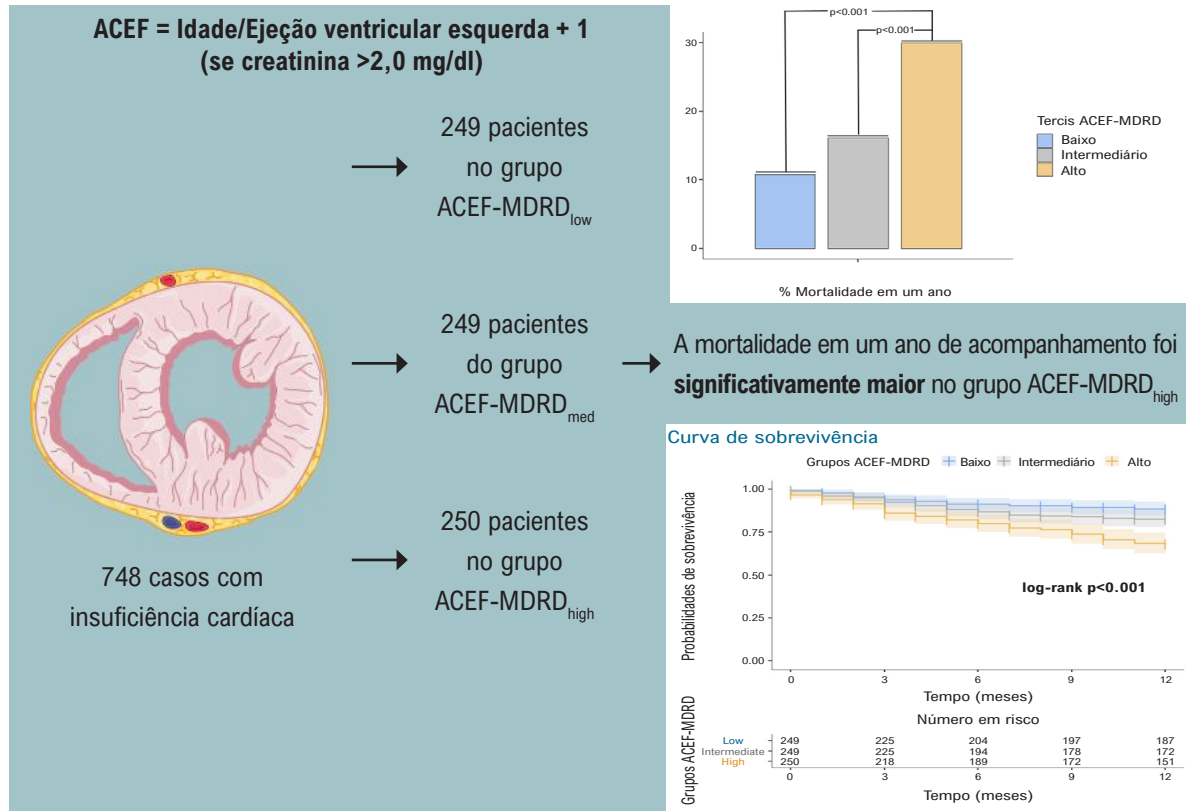 ACEF = Idade/Ejeção ventricular esquerda + 1
(se creatinina >2,0 mg/dl)
249 pacientes
no grupo
ACEF-MDRDlow
249 pacientes
do grupo
ACEF-MDRDmed
250 pacientes
no grupo
ACEF-MDRDhigh
748 casos com
insuficiência cardíaca
p<0.001
p<0.001
30
20
10
0
% Mortalidade em um ano
Tercis ACEF-MDRD
Baixo
Intermediário
Alto
A mortalidade em um ano de acompanhamento foi
significativamente maior no grupo ACEF-MDRDhigh
Curva de sobrevivência
Grupos ACEF-MDRD Baixo Intermediário Alto
Probabilidades de sobrevivência
1.00
0.75
0.50
0.25
0.00
log-rank p<0.001
0 3 6 9 12
Tempo (meses)
Número em risco
Grupos ACEF-MDRD
Low 249 225 204 197 187
Intermediate 249 225 194 178 172
High 250 218 189 172 151
0 3 6 9 12
Tempo (meses)